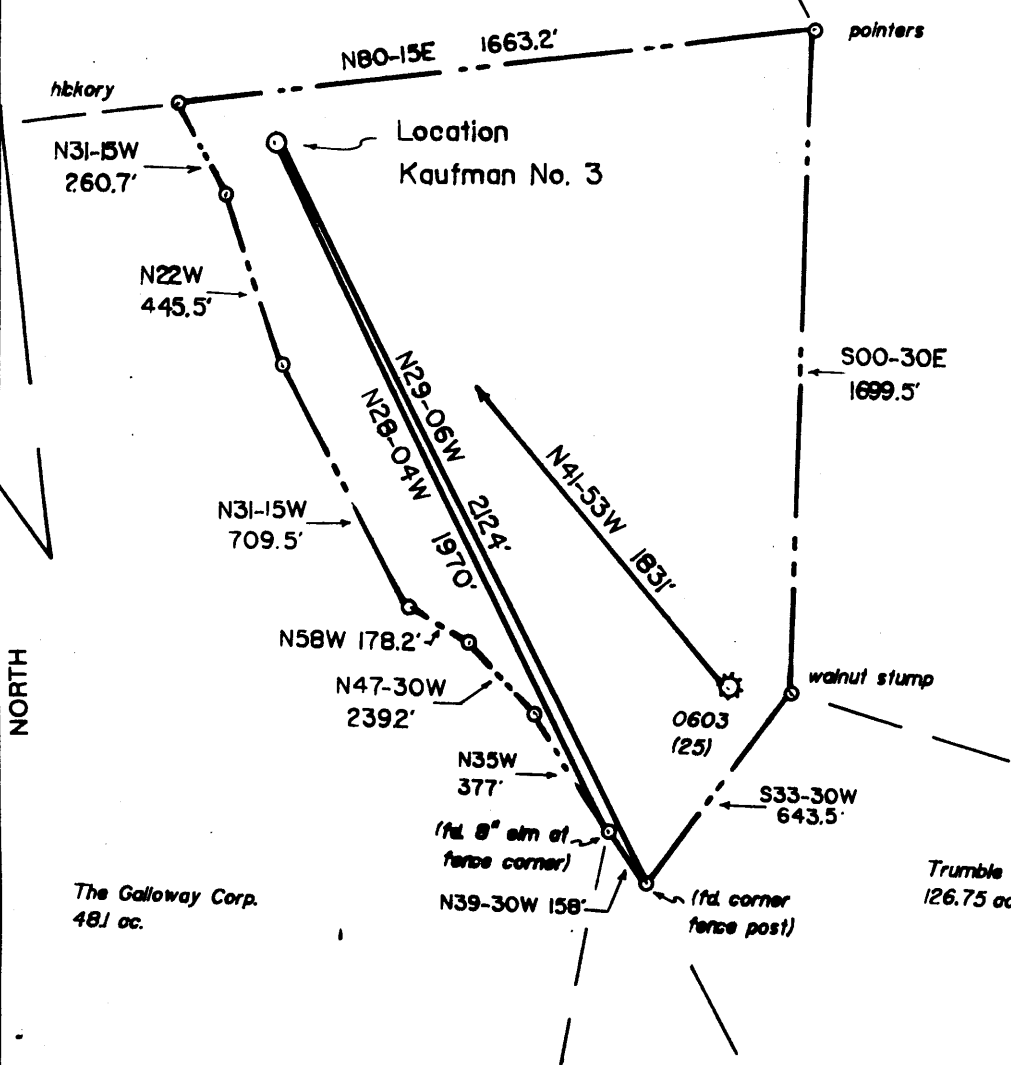 pointers
N80-15E 1663.2'
hickory
Location
Kaufman No. 3
N31-15W
260.7'
N22W
445.5'
S00-30E
1699.5'
N29-06W 2124'
N28-04W 1970'
N41-53W 1831'
N31-15W
709.5'
N58W 178.2'
N47-30W
2392'
walnut stump
NORTH
0603
(25)
N35W
377'
S33-30W
643.5'
(fd. 8" elm at
fence corner)
N39-30W 158'
(fd. corner
fence post)
The Galloway Corp.
48.1 ac.
Trumble
126.75 ac